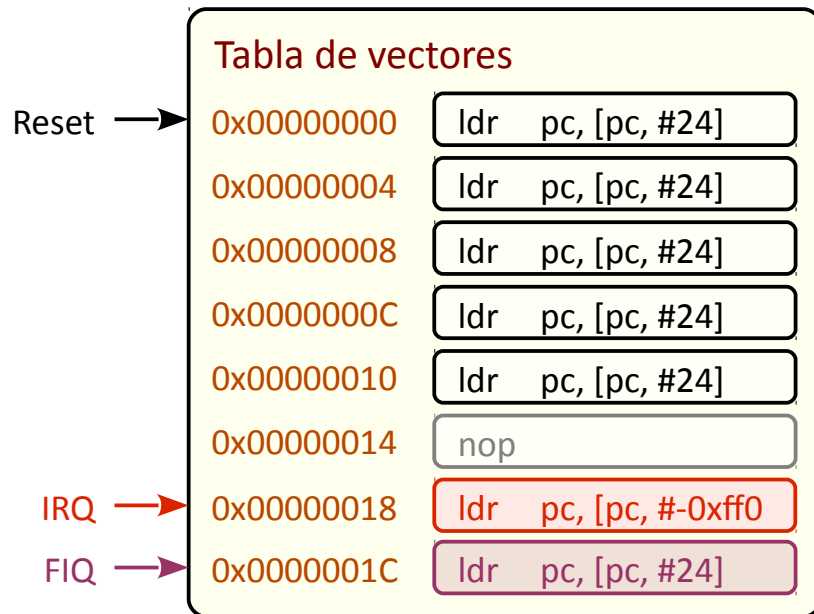 Tabla de vectores
Reset 0x00000000 ldr pc, [pc, #24]
0x00000004 ldr pc, [pc, #24]
0x00000008 ldr pc, [pc, #24]
0x0000000C ldr pc, [pc, #24]
0x00000010 ldr pc, [pc, #24]
0x00000014 nop
IRQ 0x00000018 ldr pc, [pc, #-0xff0
FIQ 0x0000001C ldr pc, [pc, #24]